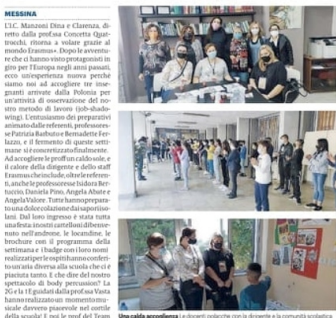 MESSINA
L'I.C. Manzoni Dina e Clarenza, di-
retto dalla prof.ssa Concetta Quat-
trocchi, ritorna a volare grazie al
mondo Erasmus+. Dopo le avventu-
re che ci hanno visto protagonisti in
giro per l'Europa negli anni passati,
ecco un'esperienza nuova perché
siamo noi ad accogliere tre inse-
gnanti arrivate dalla Polonia per
un'attività di osservazione del no-
stro metodo di lavoro (job-shado-
wing). L'entusiasmo dei preparativi
animato dalle referenti, professores-
se Patrizia Barbuto e Bernadette Fer-
lazzo, e il fermento di queste setti-
mane si è concretizzato finalmente.
Ad accogliere le proff un caldo sole, e
il calore della dirigente e dello staff
Erasmus che include, oltre le referen-
ti, anche le professoresse Isidora Ber-
tuccio, Daniela Pino, Angela Abate e
Angela Valore. Tutte hanno prepara-
to una dolce colazione dai sapori iso-
lani. Dal loro ingresso è stata tutta
una festa: i nostri cartelloni di benve-
nuto nell'androne, le locandine, le
brochure con il programma della
settimana e i badge con i loro nomi
realizzati per le ospiti hanno conferi-
to un'aria diversa alla scuola che ci è
piaciuta tanto. E che dire del nostro
spettacolo di body percussion? La
2G e la 1E guidati dalla prof.ssa Vasta
hanno realizzato un momento mu-
sicale davvero piacevole nel cortile
della scuola! E poi le prof del Team
Una calda accoglienza Le docenti polacche con la docenti e la comunità scolastica